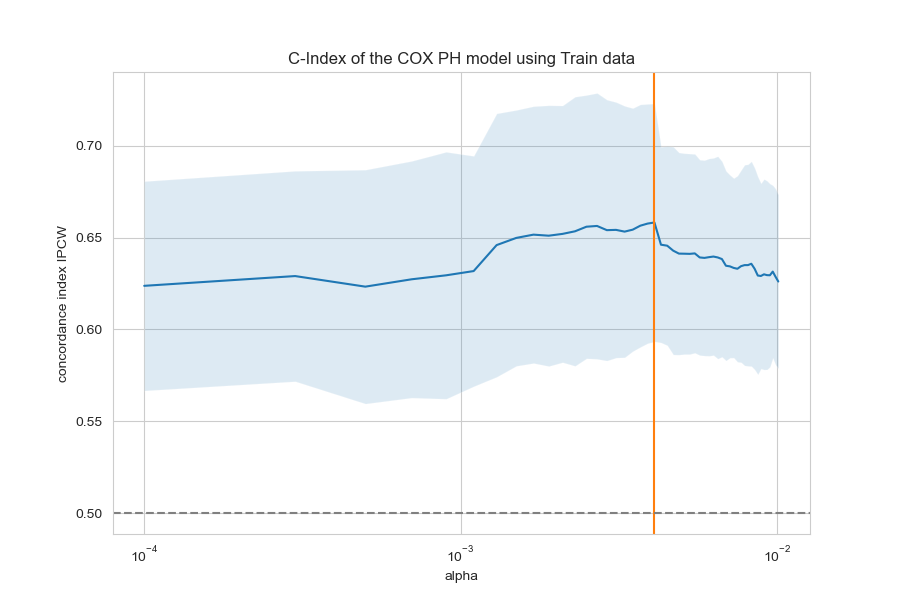 C-Index of the COX PH model using Train data
concordance index IPCW
0.70
0.65
0.60
0.55
0.50
10⁻⁴
10⁻³
10⁻²
alpha